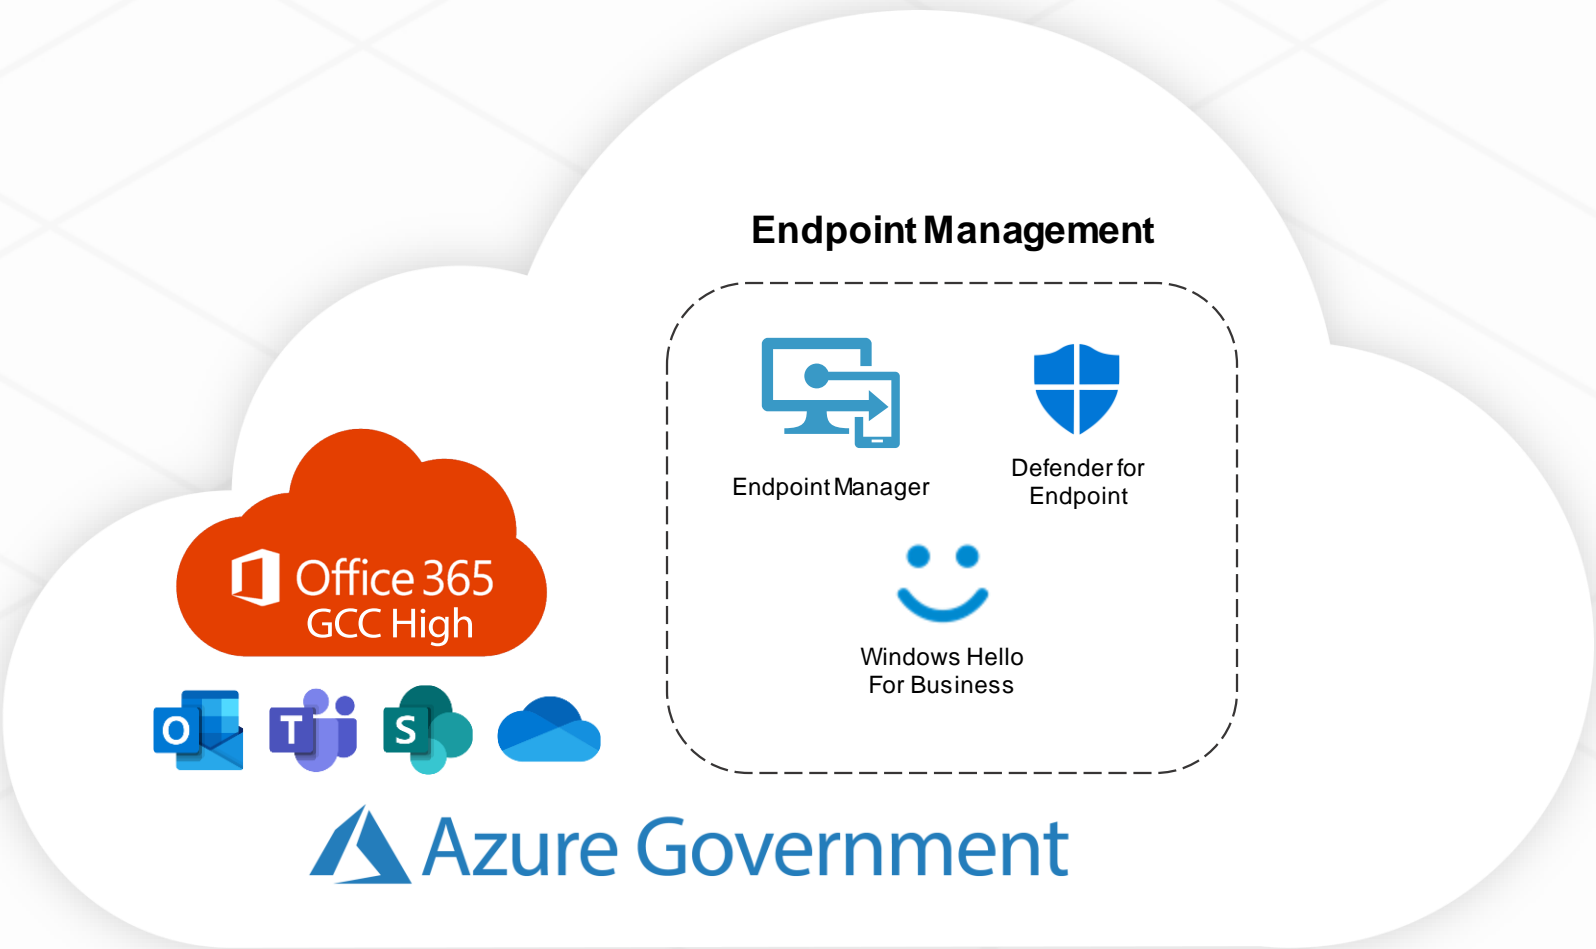 Endpoint Management
Endpoint Manager
Defender for
Endpoint
Windows Hello
For Business
Office 365
GCC High
O
T
S
Azure Government